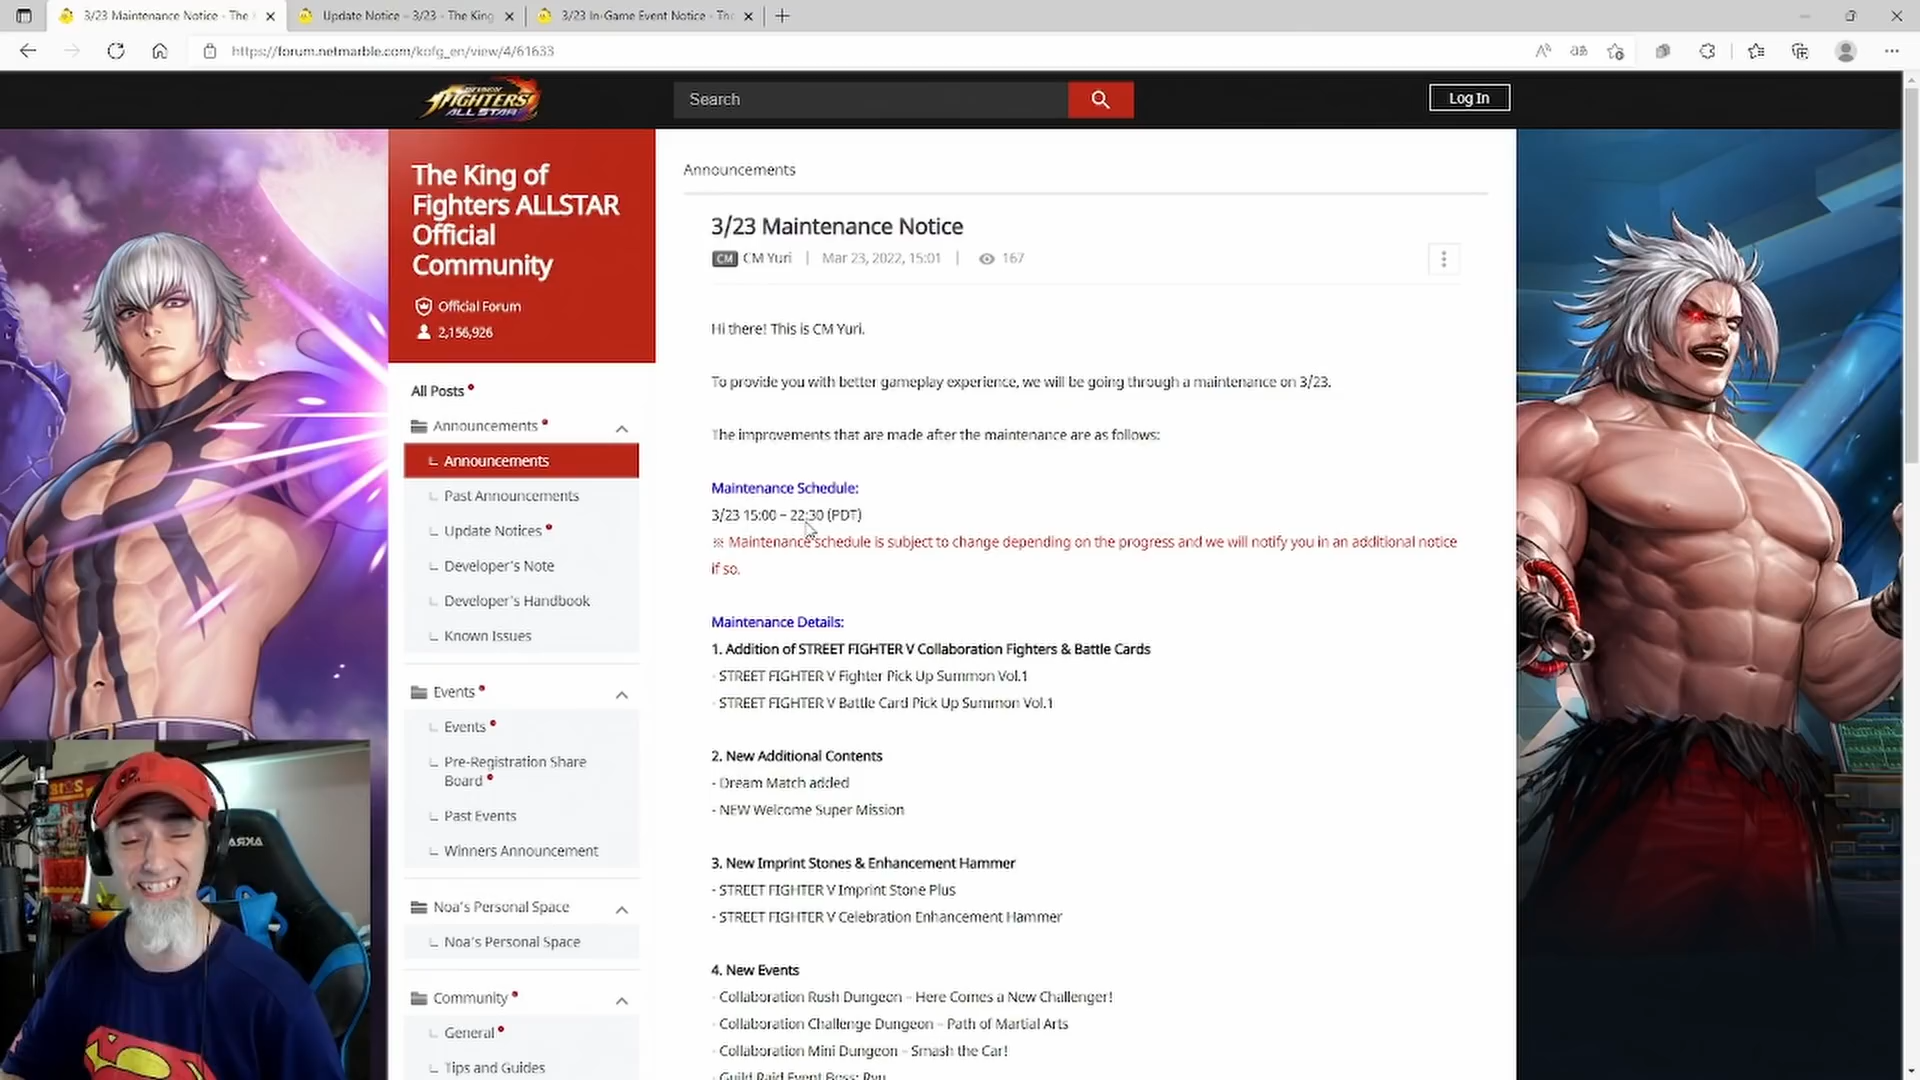 3/23 Maintenance Notice - The
Update Notice – 3/23 - The King
3/23 In-Game Event Notice - The
https://forum.netmarble.com/kofg_en/view/4/61633
FIGHTERS
ALL STAR
Search
Log In
The King of
Fighters ALLSTAR
Official
Community
Official Forum
2,156,926
All Posts
Announcements
Announcements
Past Announcements
Update Notices
Developer's Note
Developer's Handbook
Known Issues
Events
Events
Pre-Registration Share
Board
Past Events
Winners Announcement
Noa's Personal Space
Noa's Personal Space
Community
General
Tips and Guides
Announcements
3/23 Maintenance Notice
CM CM Yuri | Mar 23, 2022, 15:01 | 167
Hi there! This is CM Yuri.
To provide you with better gameplay experience, we will be going through a maintenance on 3/23.
The improvements that are made after the maintenance are as follows:
Maintenance Schedule:
3/23 15:00 – 22:30 (PDT)
※ Maintenance schedule is subject to change depending on the progress and we will notify you in an additional notice
if so.
Maintenance Details:
1. Addition of STREET FIGHTER V Collaboration Fighters & Battle Cards
- STREET FIGHTER V Fighter Pick Up Summon Vol.1
- STREET FIGHTER V Battle Card Pick Up Summon Vol.1
2. New Additional Contents
- Dream Match added
- NEW Welcome Super Mission
3. New Imprint Stones & Enhancement Hammer
- STREET FIGHTER V Imprint Stone Plus
- STREET FIGHTER V Celebration Enhancement Hammer
4. New Events
- Collaboration Rush Dungeon – Here Comes a New Challenger!
- Collaboration Challenge Dungeon – Path of Martial Arts
- Collaboration Mini Dungeon – Smash the Car!
- Guild Raid Event Boss: Ryu